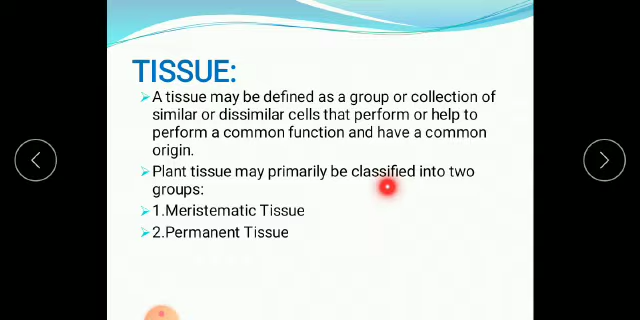 TISSUE:
A tissue may be defined as a group or collection of
similar or dissimilar cells that perform or help to
perform a common function and have a common
origin.
Plant tissue may primarily be classified into two
groups:
1.Meristematic Tissue
2.Permanent Tissue